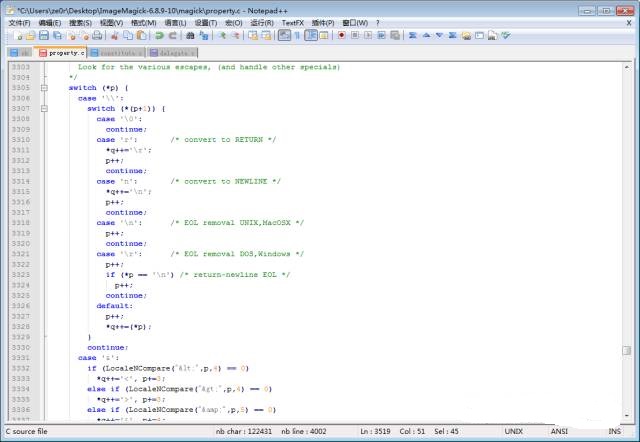 *C:\Users\ze0r\Desktop\ImageMagick-6.8.9-10\magick\property.c - Notepad++
文件(F) 编辑(E) 搜索(S) 视图(V) 格式(M) 语言(L) 设置(T) 宏(O) 运行(R) TextFX 插件(P) 窗口(W) ?
property.c constitute.c delegate.c
3303 Look for the various escapes, (and handle other specials)
3304 */
3305 switch (*p) {
3306 case '\\':
3307 switch (*(p+1)) {
3308 case '\0':
3309 continue;
3310 case 'r': /* convert to RETURN */
3311 *q++='\r';
3312 p++;
3313 continue;
3314 case 'n': /* convert to NEWLINE */
3315 *q++='\n';
3316 p++;
3317 continue;
3318 case '\n': /* EOL removal UNIX,MacOSX */
3319 p++;
3320 continue;
3321 case '\r': /* EOL removal DOS,Windows */
3322 p++;
3323 if (*p == '\n') /* return-newline EOL */
3324 p++;
3325 continue;
3326 default:
3327 p++;
3328 *q++=(*p);
3329 }
3330 continue;
3331 case '&':
3332 if (LocaleNCompare("&lt;",p,4) == 0)
3333 *q++='<', p+=3;
3334 else if (LocaleNCompare("&gt;",p,4) == 0)
3335 *q++='>', p+=3;
3336 else if (LocaleNCompare("&amp;",p,5) == 0)
3337
C source file nb char : 122431 nb line : 4002 Ln : 3519 Col : 51 Sel : 45 UNIX ANSI INS